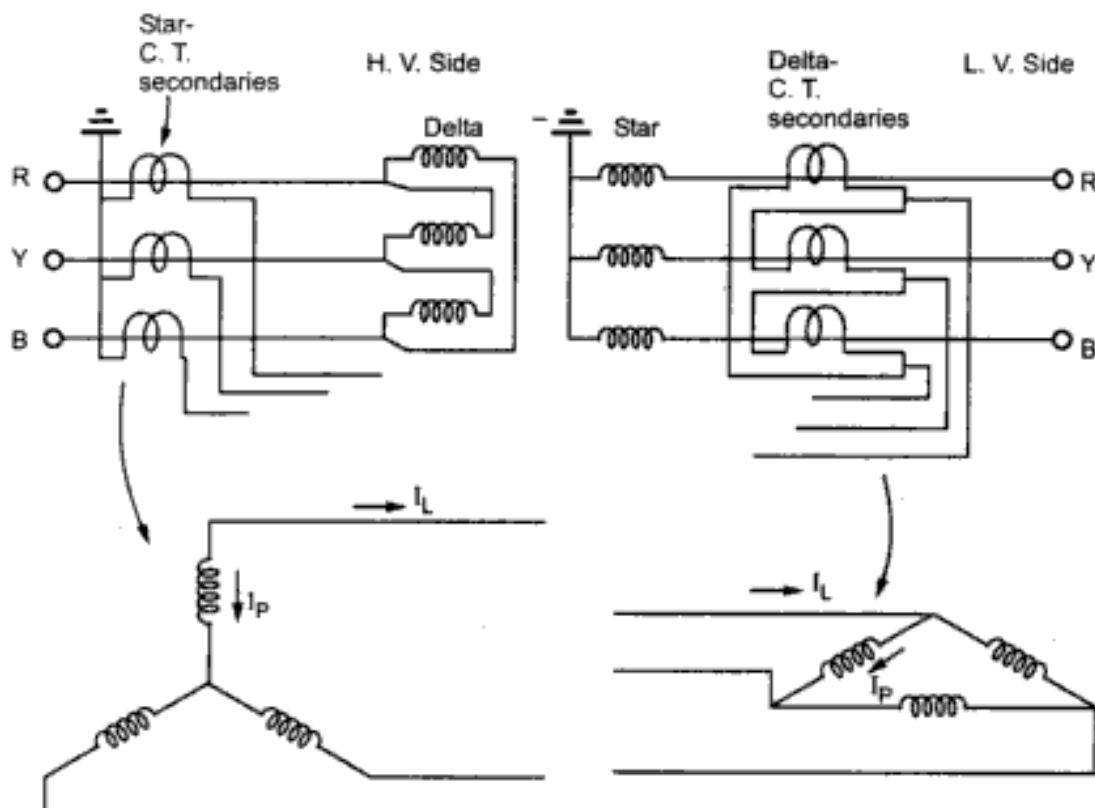 Star-
C. T.
secondaries
H. V. Side
Delta-
C. T.
secondaries
L. V. Side
Delta
Star
R
R
Y
Y
B
B
I_L
I_P
I_L
I_P